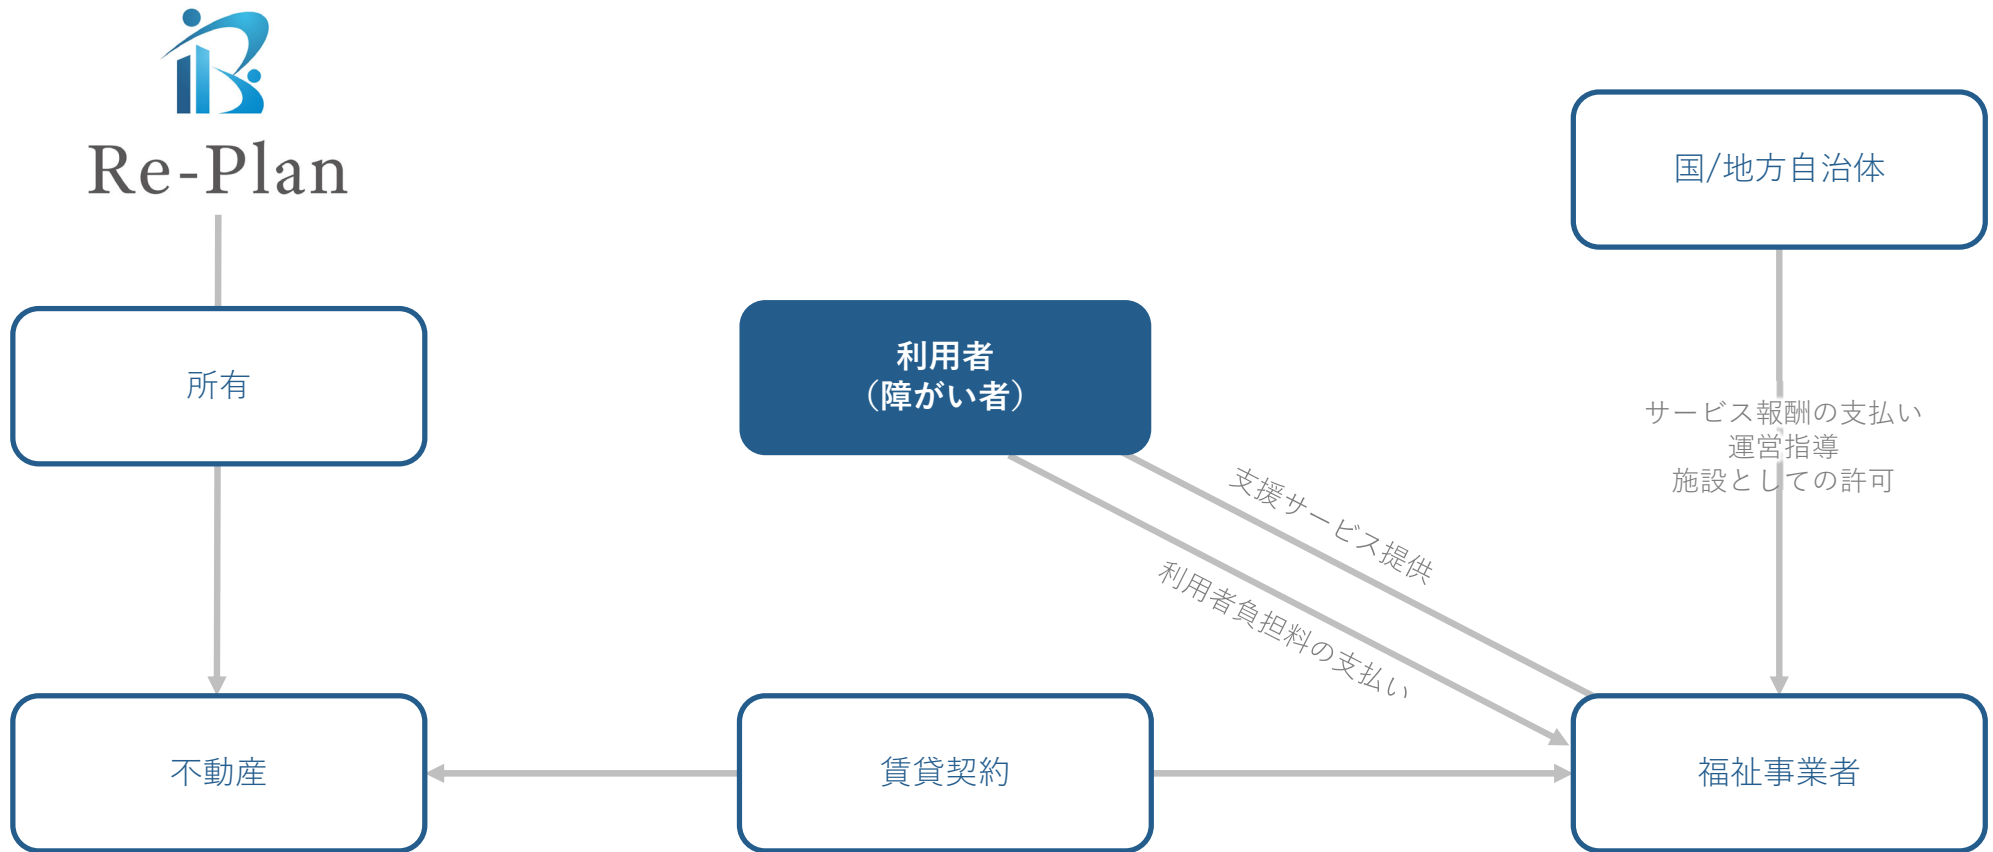 Re-Plan
国/地方自治体
所有
利用者
（障がい者）
サービス報酬の支払い
運営指導
施設としての許可
支援サービス提供
利用者負担料の支払い
不動産
賃貸契約
福祉事業者